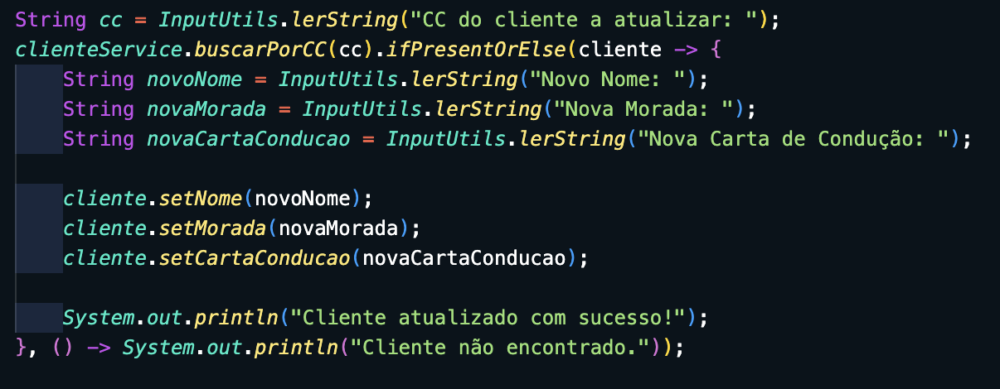 String cc = InputUtils.lerString("CC do cliente a atualizar: ");
clienteService.buscarPorCC(cc).ifPresentOrElse(cliente -> {
    String novoNome = InputUtils.lerString("Novo Nome: ");
    String novaMorada = InputUtils.lerString("Nova Morada: ");
    String novaCartaConducao = InputUtils.lerString("Nova Carta de Condução: ");

    cliente.setNome(novoNome);
    cliente.setMorada(novaMorada);
    cliente.setCartaConducao(novaCartaConducao);

    System.out.println("Cliente atualizado com sucesso!");
}, () -> System.out.println("Cliente não encontrado."));